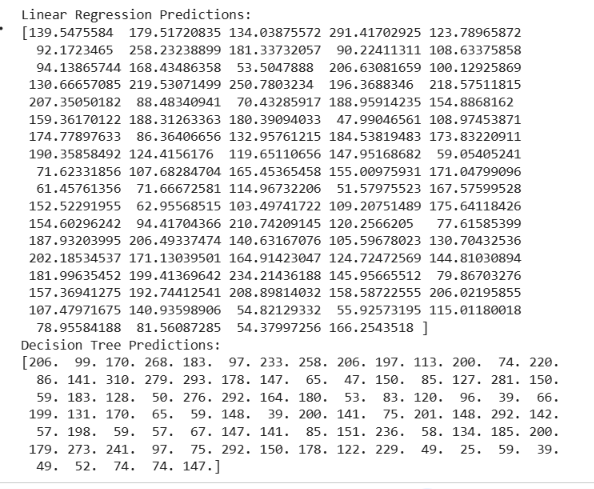 Linear Regression Predictions:
[139.5475584 179.51720835 134.03875572 291.41702925 123.78965872
92.1723465 258.23238899 181.33732057 90.22411311 108.63375858
94.13865744 168.43486358 53.5047888 206.63081659 100.12925869
130.66657085 219.53071499 250.7803234 196.3688346 218.57511815
207.35050182 88.48340941 70.43285917 188.95914235 154.8868162
159.36170122 188.31263363 180.39094033 47.99046561 108.97453871
174.77897633 86.36406656 132.95761215 184.53819483 173.83220911
190.35858492 124.4156176 119.65110656 147.95168682 59.05405241
71.62331856 107.68284704 165.45365458 155.00975931 171.04799096
61.45761356 71.66672581 114.96732206 51.57975523 167.57599528
152.52291955 62.95568515 103.49741722 109.20751489 175.64118426
154.60296242 94.41704366 210.74209145 120.2566205 77.61585399
187.93203995 206.49337474 140.63167076 105.59678023 130.70432536
202.18534537 171.13039501 164.91423047 124.72472569 144.81030894
181.99635452 199.41369642 234.21436188 145.95665512 79.86703276
157.36941275 192.74412541 208.89814032 158.58722555 206.02195855
107.47971675 140.93598906 54.82129332 55.92573195 115.01180018
78.95584188 81.56087285 54.37997256 166.2543518 ]
Decision Tree Predictions:
[206. 99. 170. 268. 183. 97. 233. 258. 206. 197. 113. 200. 74. 220.
86. 141. 310. 279. 293. 178. 147. 65. 47. 150. 85. 127. 281. 150.
59. 183. 128. 50. 276. 292. 164. 180. 53. 83. 120. 96. 39. 66.
199. 131. 170. 65. 59. 148. 39. 200. 141. 75. 201. 148. 292. 142.
57. 198. 59. 57. 67. 147. 141. 85. 151. 236. 58. 134. 185. 200.
179. 273. 241. 97. 75. 292. 150. 178. 122. 229. 49. 25. 59. 39.
49. 52. 74. 74. 147.]